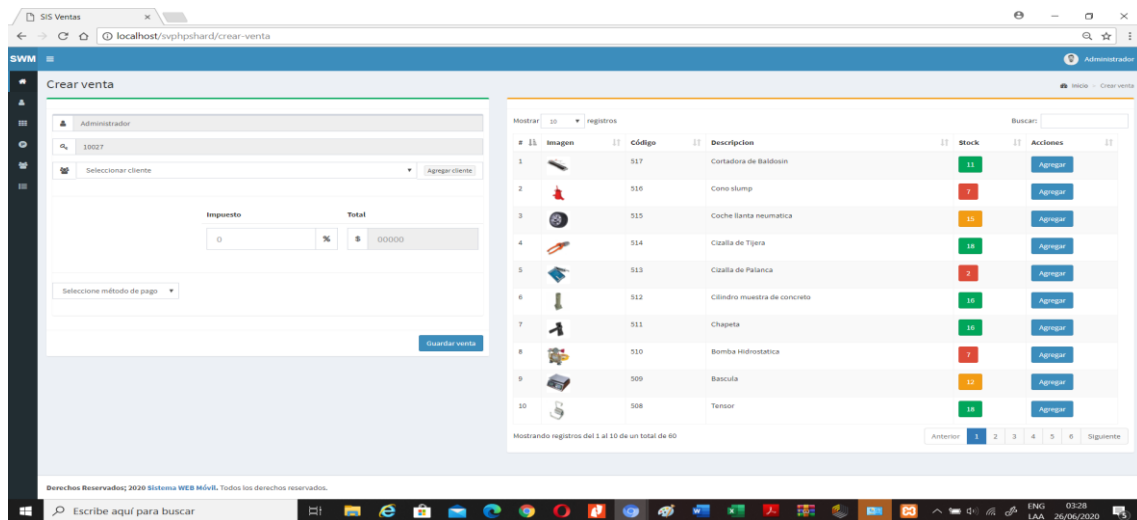 SIS Ventas
localhost/svphpshard/crear-venta
SWM
Administrador
Crear venta
Inicio > Crear venta
Administrador
10027
Seleccionar cliente
Agregar cliente
Impuesto
Total
0 %
$ 00000
Seleccione método de pago
Guardar venta
Mostrar 10 registros
Buscar:
# Imagen Código Descripcion Stock Acciones
1 517 Cortadora de Baldosin 11 Agregar
2 516 Cono slump 7 Agregar
3 515 Coche llanta neumatica 15 Agregar
4 514 Cizalla de Tijera 18 Agregar
5 513 Cizalla de Palanca 2 Agregar
6 512 Cilindro muestra de concreto 16 Agregar
7 511 Chapeta 16 Agregar
8 510 Bomba Hidrostatica 7 Agregar
9 509 Bascula 12 Agregar
10 508 Tensor 18 Agregar
Mostrando registros del 1 al 10 de un total de 60
Anterior 1 2 3 4 5 6 Siguiente
Derechos Reservados; 2020 Sistema WEB Móvil. Todos los derechos reservados.
Escribe aquí para buscar
ENG
LAA
03:28
26/06/2020